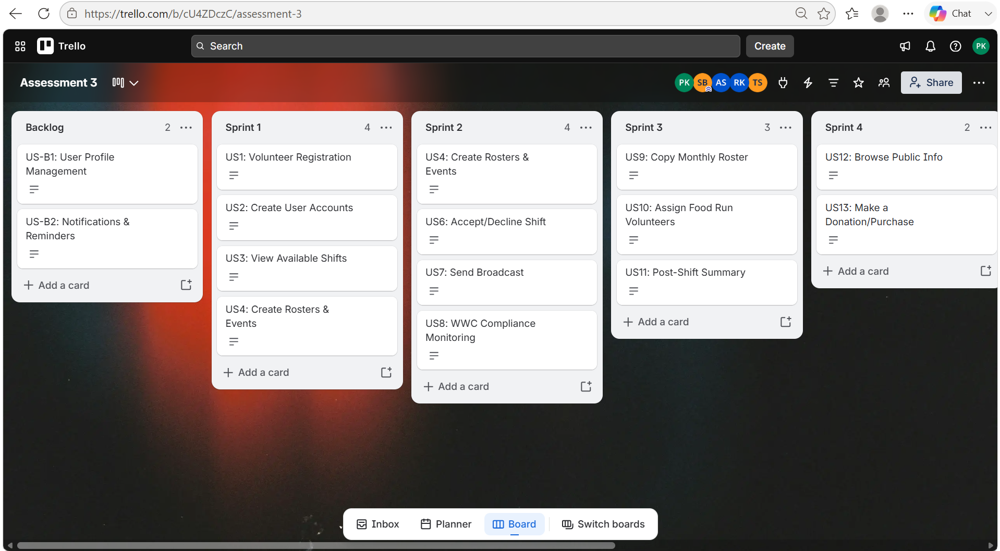 https://trello.com/b/cU4ZDczC/assessment-3
Chat
Trello
Search
Create
PK
Assessment 3
PK SB AS RK TS
Share
Backlog 2
US-B1: User Profile
Management
US-B2: Notifications &
Reminders
Add a card
Sprint 1 4
US1: Volunteer Registration
US2: Create User Accounts
US3: View Available Shifts
US4: Create Rosters &
Events
Add a card
Sprint 2 4
US4: Create Rosters &
Events
US6: Accept/Decline Shift
US7: Send Broadcast
US8: WWC Compliance
Monitoring
Add a card
Sprint 3 3
US9: Copy Monthly Roster
US10: Assign Food Run
Volunteers
US11: Post-Shift Summary
Add a card
Sprint 4 2
US12: Browse Public Info
US13: Make a
Donation/Purchase
Add a card
Inbox
Planner
Board
Switch boards